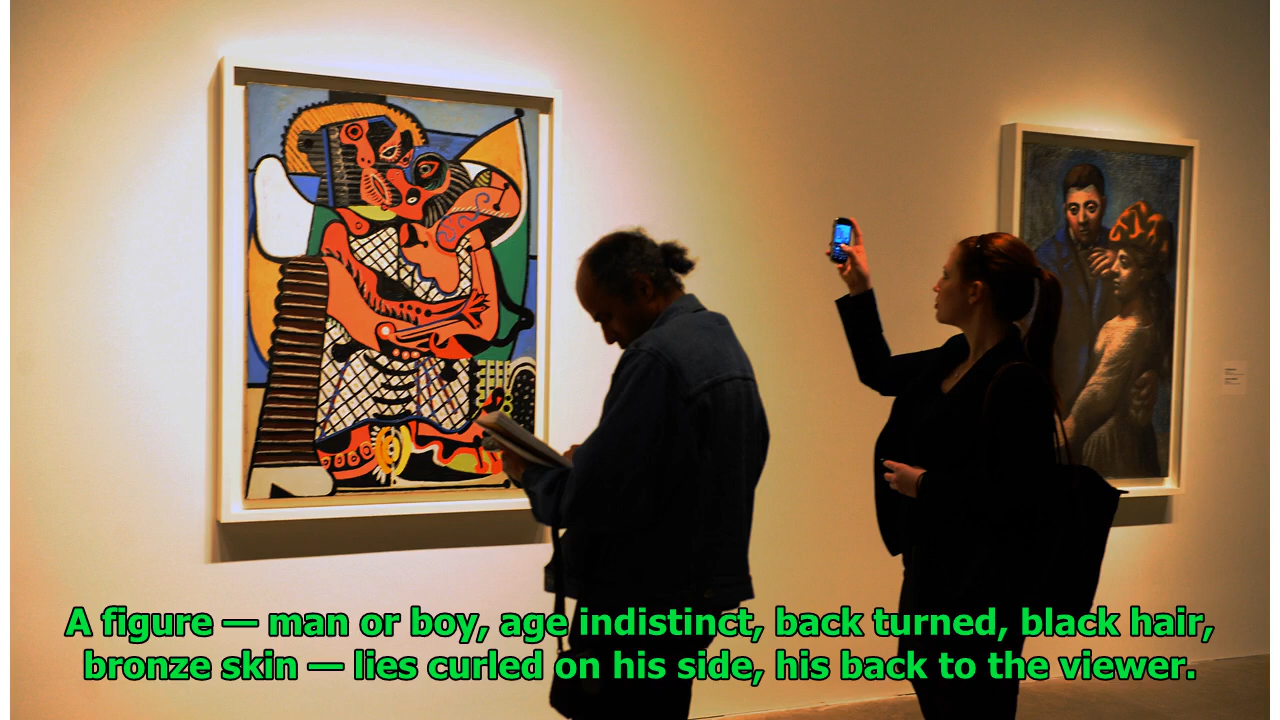 A figure — man or boy, age indistinct, back turned, black hair,
bronze skin — lies curled on his side, his back to the viewer.